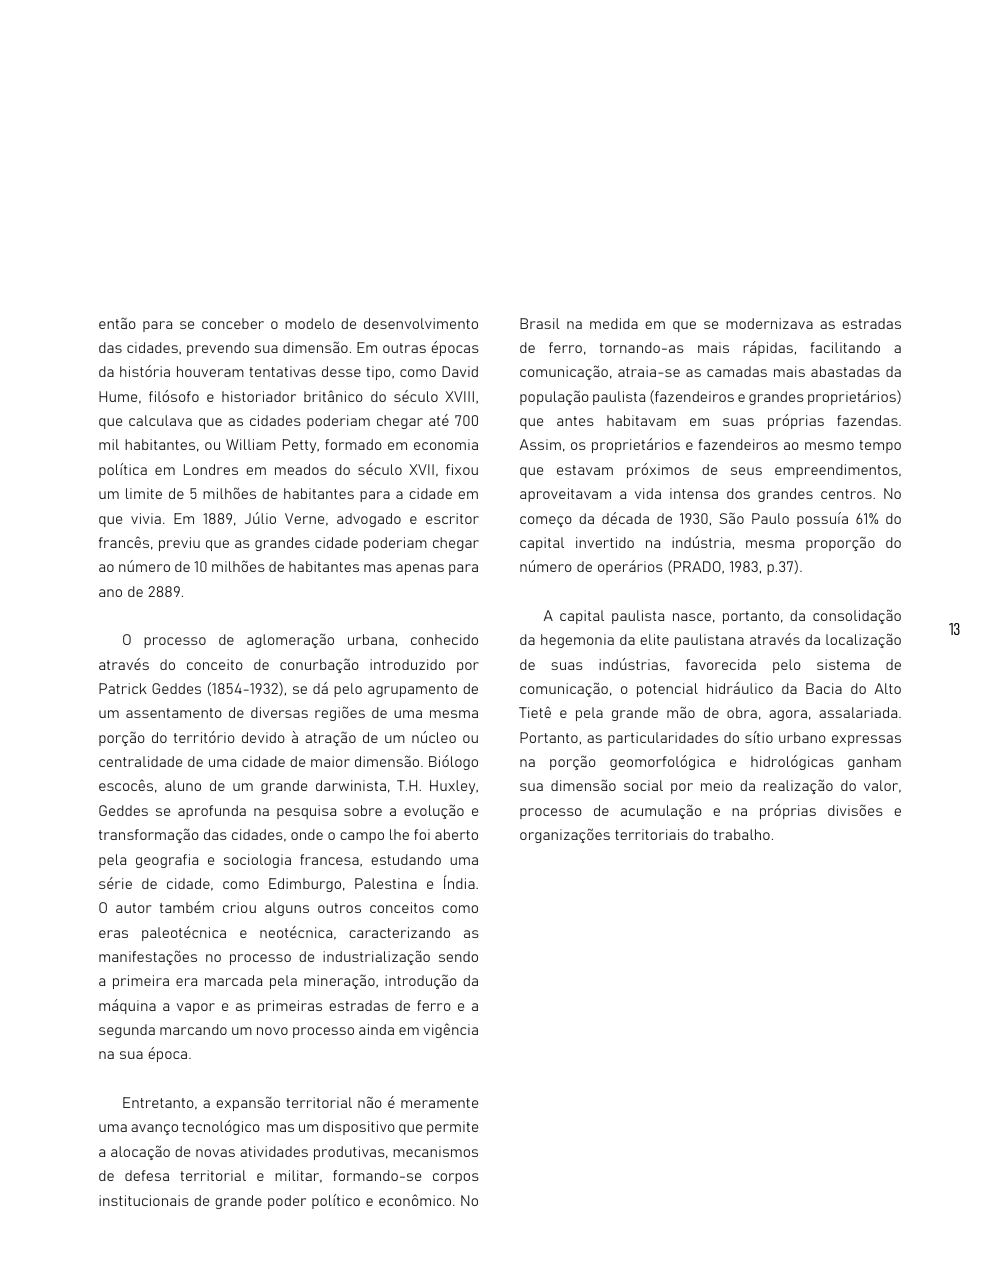 então para se conceber o modelo de desenvolvimento
das cidades, prevendo sua dimensão. Em outras épocas
da história houveram tentativas desse tipo, como David
Hume, filósofo e historiador britânico do século XVIII,
que calculava que as cidades poderiam chegar até 700
mil habitantes, ou William Petty, formado em economia
política em Londres em meados do século XVII, fixou
um limite de 5 milhões de habitantes para a cidade em
que vivia. Em 1889, Júlio Verne, advogado e escritor
francês, previu que as grandes cidade poderiam chegar
ao número de 10 milhões de habitantes mas apenas para
ano de 2889.
O processo de aglomeração urbana, conhecido
através do conceito de conurbação introduzido por
Patrick Geddes (1854-1932), se dá pelo agrupamento de
um assentamento de diversas regiões de uma mesma
porção do território devido à atração de um núcleo ou
centralidade de uma cidade de maior dimensão. Biólogo
escocês, aluno de um grande darwinista, T.H. Huxley,
Geddes se aprofunda na pesquisa sobre a evolução e
transformação das cidades, onde o campo lhe foi aberto
pela geografia e sociologia francesa, estudando uma
série de cidade, como Edimburgo, Palestina e Índia.
O autor também criou alguns outros conceitos como
eras paleotécnica e neotécnica, caracterizando as
manifestações no processo de industrialização sendo
a primeira era marcada pela mineração, introdução da
máquina a vapor e as primeiras estradas de ferro e a
segunda marcando um novo processo ainda em vigência
na sua época.
Entretanto, a expansão territorial não é meramente
uma avanço tecnológico mas um dispositivo que permite
a alocação de novas atividades produtivas, mecanismos
de defesa territorial e militar, formando-se corpos
institucionais de grande poder político e econômico. No
Brasil na medida em que se modernizava as estradas
de ferro, tornando-as mais rápidas, facilitando a
comunicação, atraia-se as camadas mais abastadas da
população paulista (fazendeiros e grandes proprietários)
que antes habitavam em suas próprias fazendas.
Assim, os proprietários e fazendeiros ao mesmo tempo
que estavam próximos de seus empreendimentos,
aproveitavam a vida intensa dos grandes centros. No
começo da década de 1930, São Paulo possuía 61% do
capital invertido na indústria, mesma proporção do
número de operários (PRADO, 1983, p.37).
A capital paulista nasce, portanto, da consolidação
da hegemonia da elite paulistana através da localização
de suas indústrias, favorecida pelo sistema de
comunicação, o potencial hidráulico da Bacia do Alto
Tietê e pela grande mão de obra, agora, assalariada.
Portanto, as particularidades do sítio urbano expressas
na porção geomorfológica e hidrológicas ganham
sua dimensão social por meio da realização do valor,
processo de acumulação e na próprias divisões e
organizações territoriais do trabalho.
13